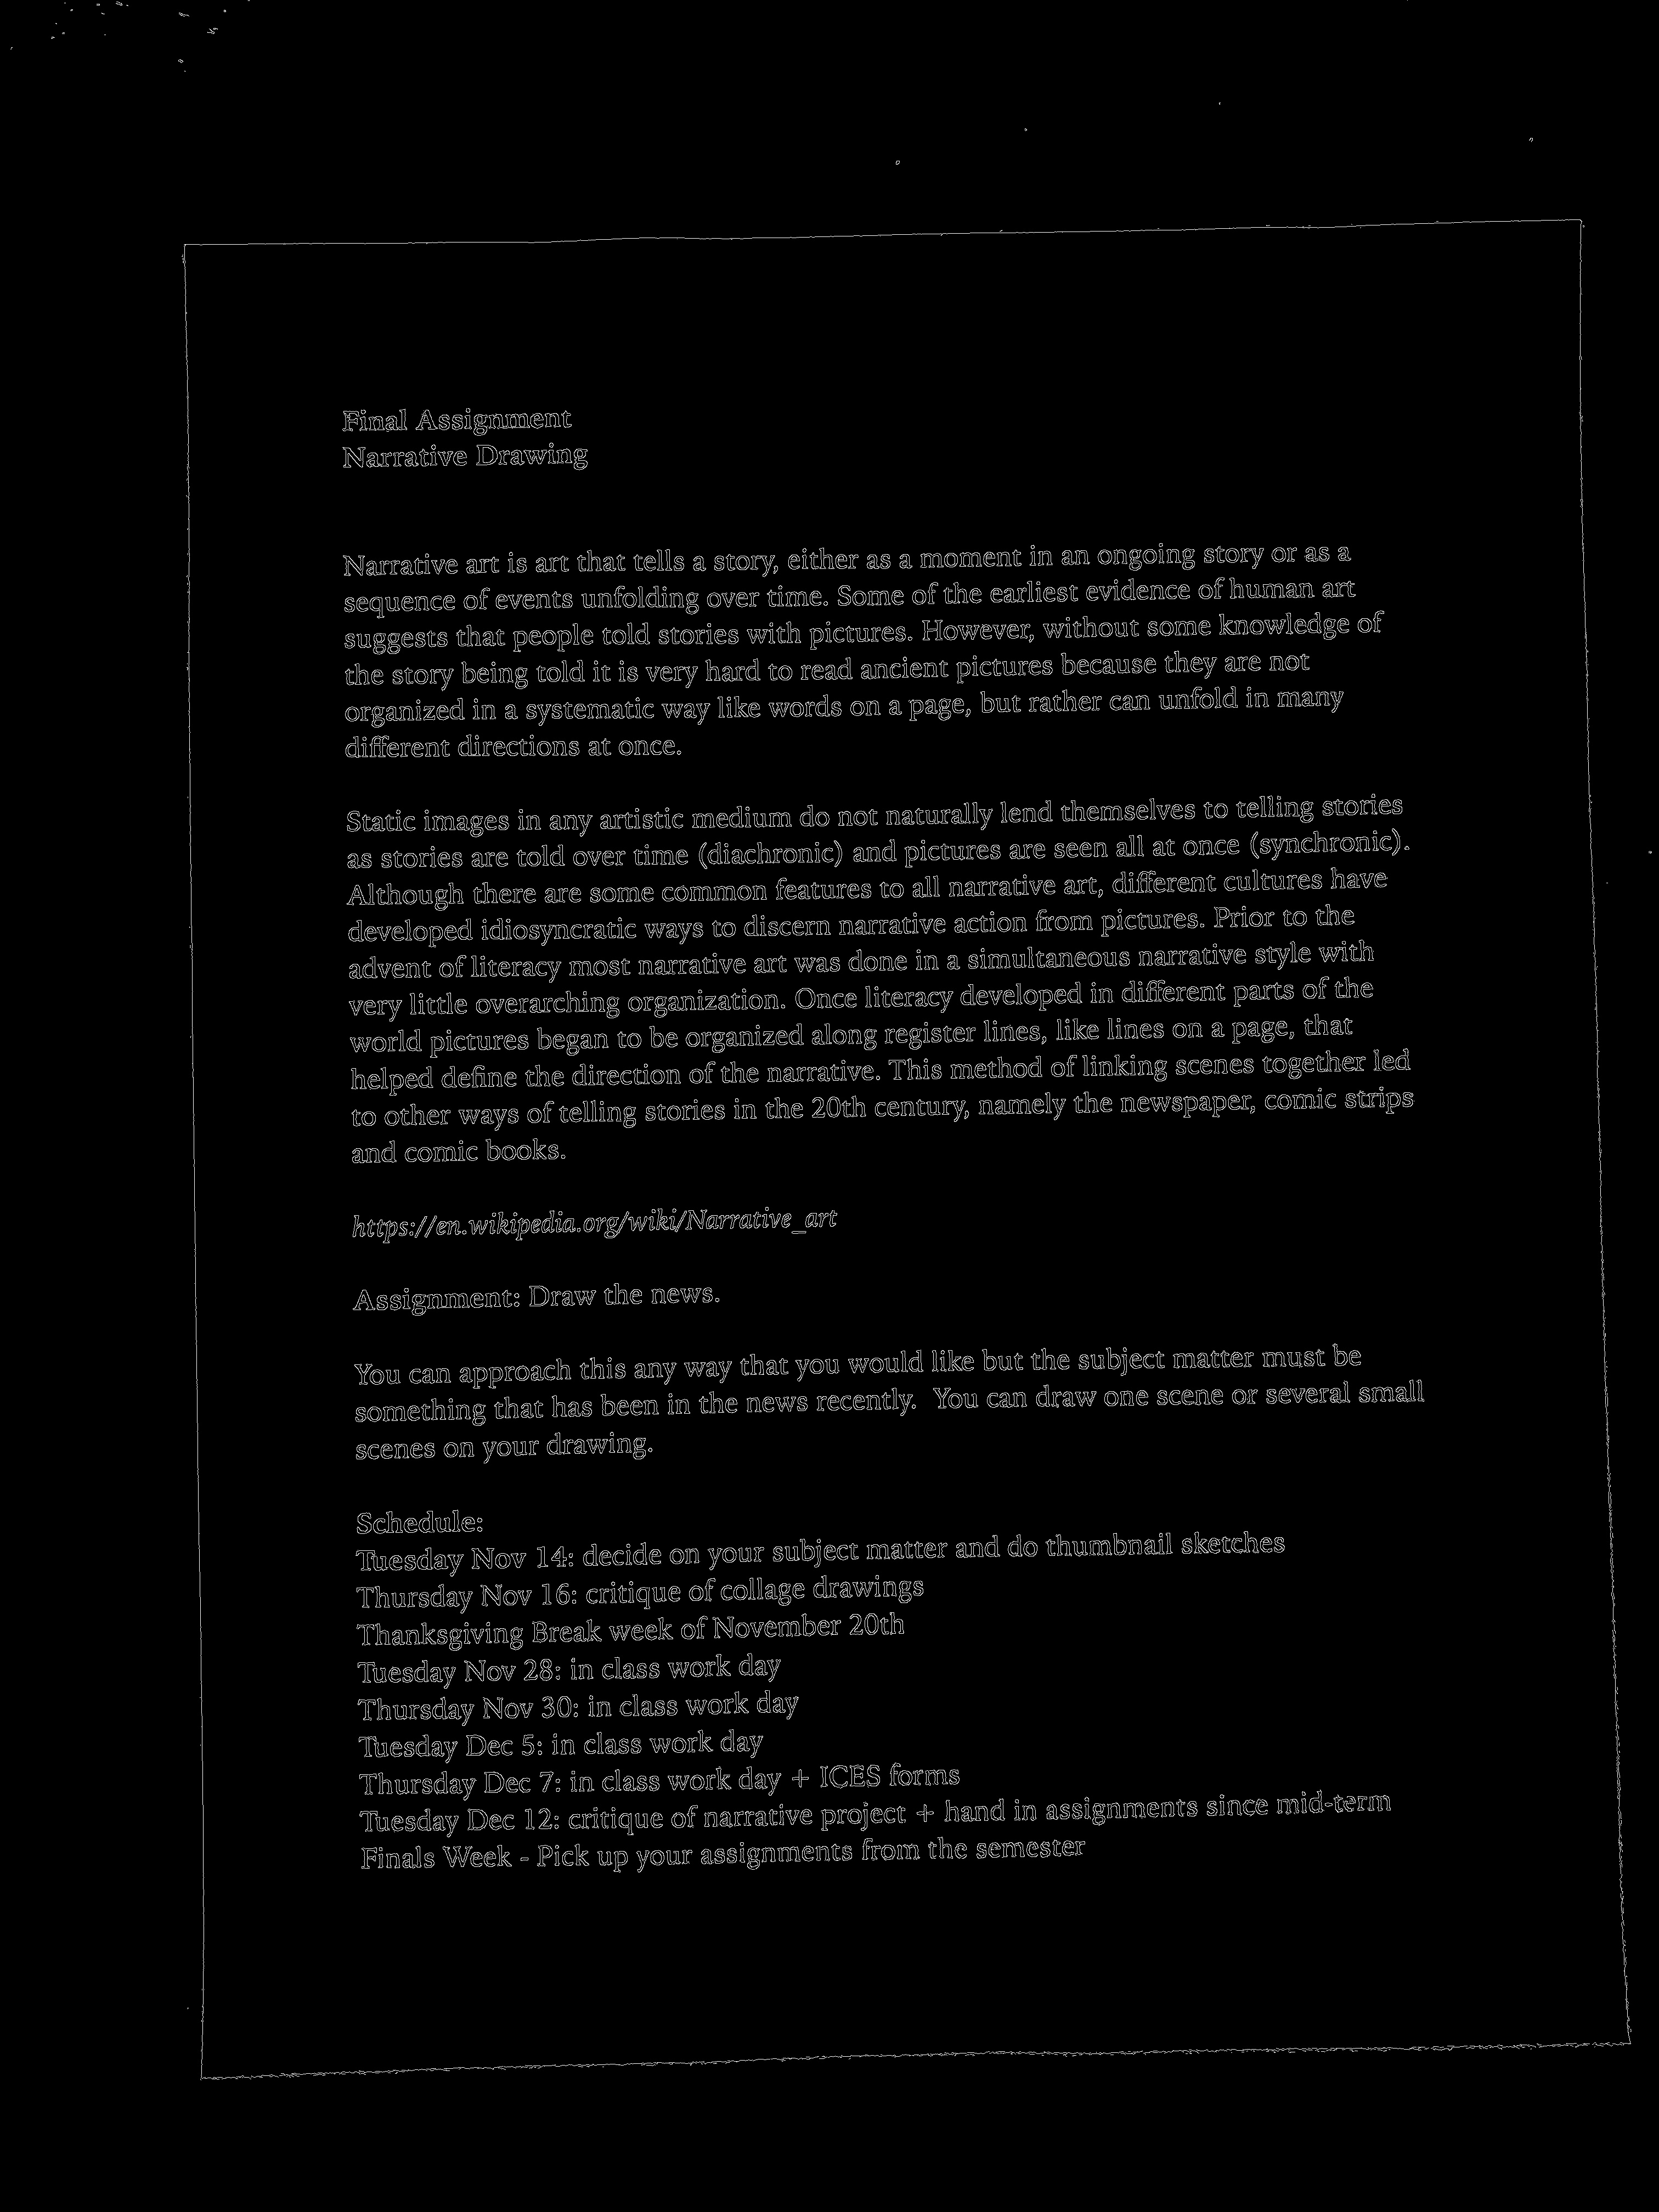 Final Assignment
Narrative Drawing
Narrative art is art that tells a story, either as a moment in an ongoing story or as a
sequence of events unfolding over time. Some of the earliest evidence of human art
suggests that people told stories with pictures. However, without some knowledge of
the story being told it is very hard to read ancient pictures because they are not
organized in a systematic way like words on a page, but rather can unfold in many
different directions at once.
Static images in any artistic medium do not naturally lend themselves to telling stories
as stories are told over time (diachronic) and pictures are seen all at once (synchronic).
Although there are some common features to all narrative art, different cultures have
developed idiosyncratic ways to discern narrative action from pictures. Prior to the
advent of literacy most narrative art was done in a simultaneous narrative style with
very little overarching organization. Once literacy developed in different parts of the
world pictures began to be organized along register lines, like lines on a page, that
helped define the direction of the narrative. This method of linking scenes together led
to other ways of telling stories in the 20th century, namely the newspaper, comic strips
and comic books.
https://en.wikipedia.org/wiki/Narrative_art
Assignment: Draw the news.
You can approach this any way that you would like but the subject matter must be
something that has been in the news recently.  You can draw one scene or several small
scenes on your drawing.
Schedule:
Tuesday Nov 14: decide on your subject matter and do thumbnail sketches
Thursday Nov 16: critique of collage drawings
Thanksgiving Break week of November 20th
Tuesday Nov 28: in class work day
Thursday Nov 30: in class work day
Tuesday Dec 5: in class work day
Thursday Dec 7: in class work day + ICES forms
Tuesday Dec 12: critique of narrative project + hand in assignments since mid-term
Finals Week - Pick up your assignments from the semester